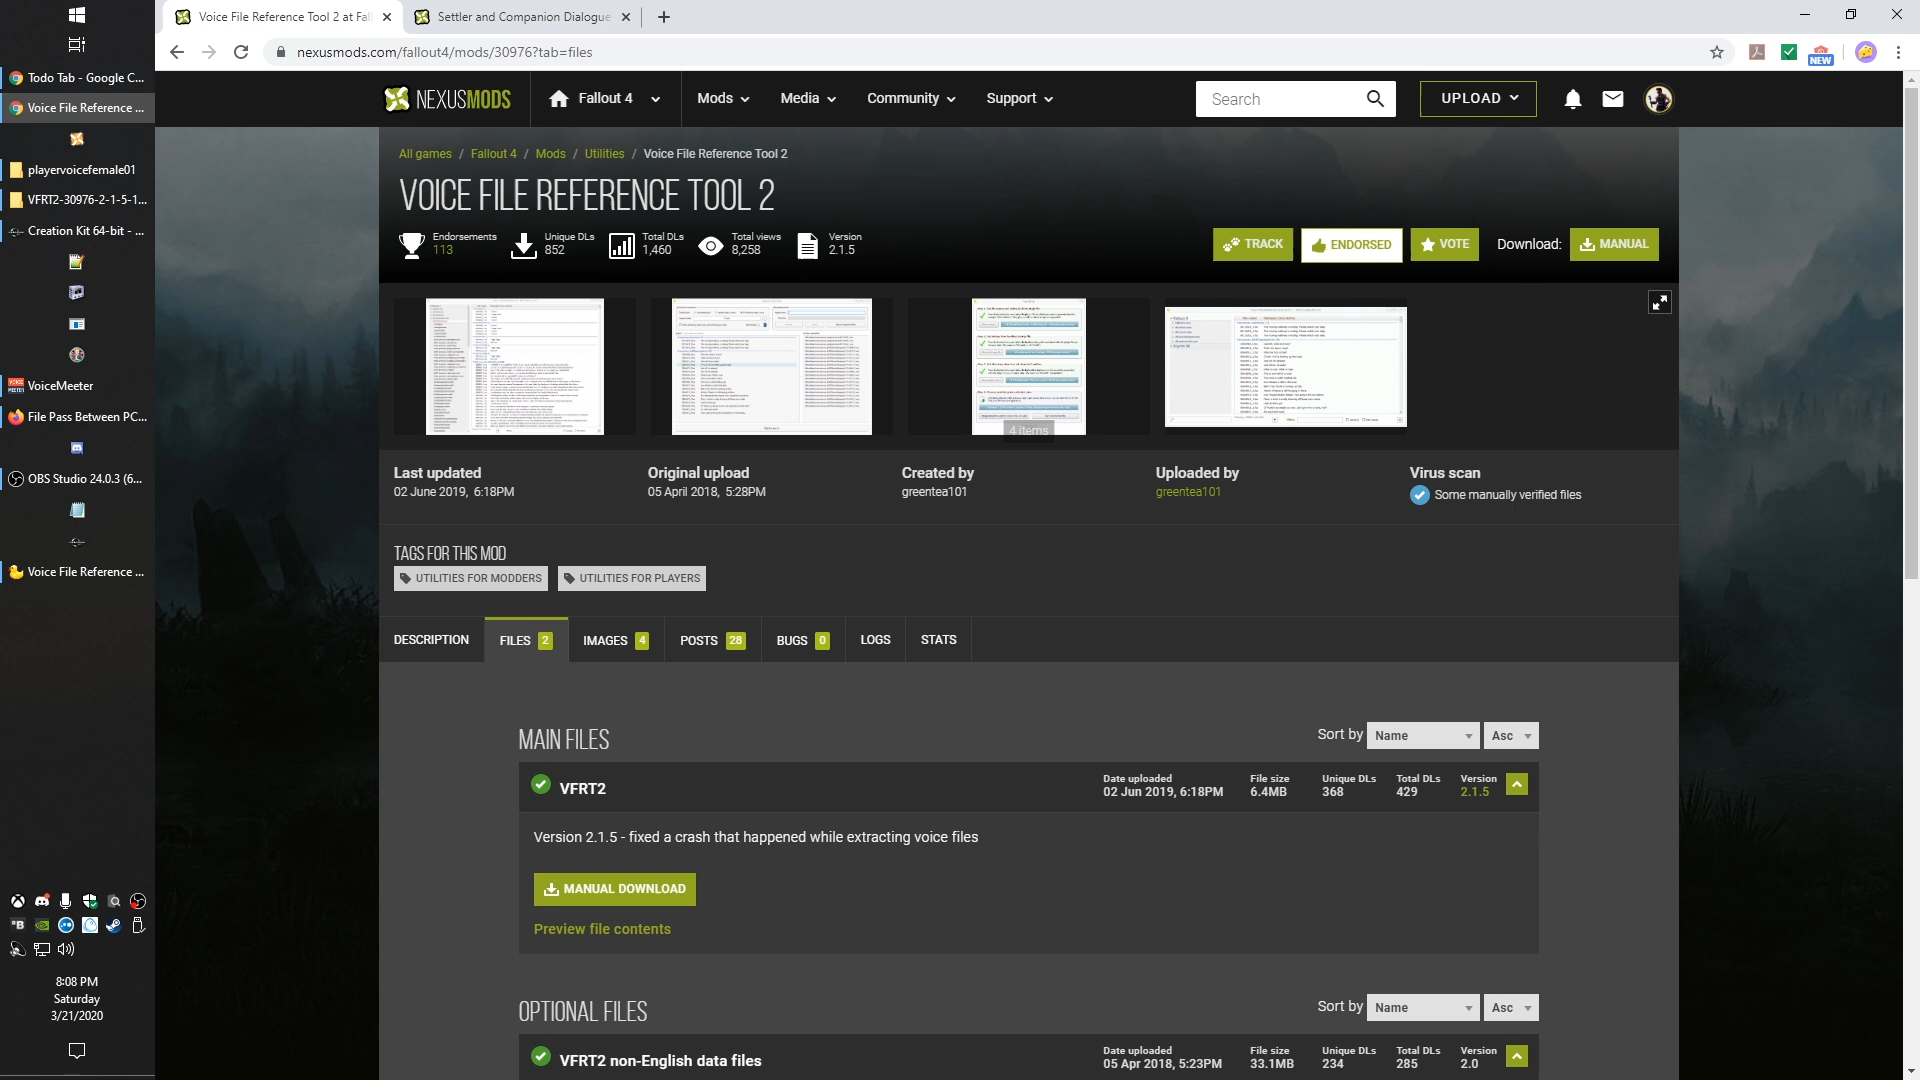 Voice File Reference Tool 2 at Fall
Settler and Companion Dialogue
nexusmods.com/fallout4/mods/30976?tab=files
NEW
Todo Tab - Google C...
Voice File Reference ...
playervoicefemale01
VFRT2-30976-2-1-5-1...
Creation Kit 64-bit - ...
VoiceMeeter
File Pass Between PC...
OBS Studio 24.0.3 (6...
Voice File Reference ...
8:08 PM
Saturday
3/21/2020
NEXUSMODS
Fallout 4
Mods
Media
Community
Support
Search
UPLOAD
All games / Fallout 4 / Mods / Utilities / Voice File Reference Tool 2
VOICE FILE REFERENCE TOOL 2
Endorsements
113
Unique DLs
852
Total DLs
1,460
Total views
8,258
Version
2.1.5
TRACK
ENDORSED
VOTE
Download:
MANUAL
4 items
Last updated
02 June 2019, 6:18PM
Original upload
05 April 2018, 5:28PM
Created by
greentea101
Uploaded by
greentea101
Virus scan
Some manually verified files
TAGS FOR THIS MOD
UTILITIES FOR MODDERS
UTILITIES FOR PLAYERS
DESCRIPTION
FILES 2
IMAGES 4
POSTS 28
BUGS 0
LOGS
STATS
MAIN FILES
Sort by Name Asc
VFRT2
Date uploaded
02 Jun 2019, 6:18PM
File size
6.4MB
Unique DLs
368
Total DLs
429
Version
2.1.5
Version 2.1.5 - fixed a crash that happened while extracting voice files
MANUAL DOWNLOAD
Preview file contents
OPTIONAL FILES
Sort by Name Asc
VFRT2 non-English data files
Date uploaded
05 Apr 2018, 5:23PM
File size
33.1MB
Unique DLs
234
Total DLs
285
Version
2.0